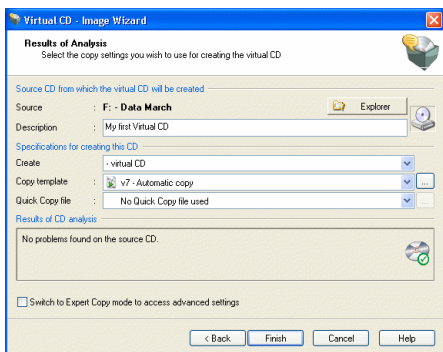 Virtual CD - Image Wizard
Results of Analysis
Select the copy settings you wish to use for creating the virtual CD
Source CD from which the virtual CD will be created
Source : F: - Data March Explorer
Description : My first Virtual CD
Specifications for creating this CD
Create : - virtual CD
Copy template : v7 - Automatic copy ...
Quick Copy file : No Quick Copy file used ...
Results of CD analysis
No problems found on the source CD.
Switch to Expert Copy mode to access advanced settings
< Back Finish Cancel Help